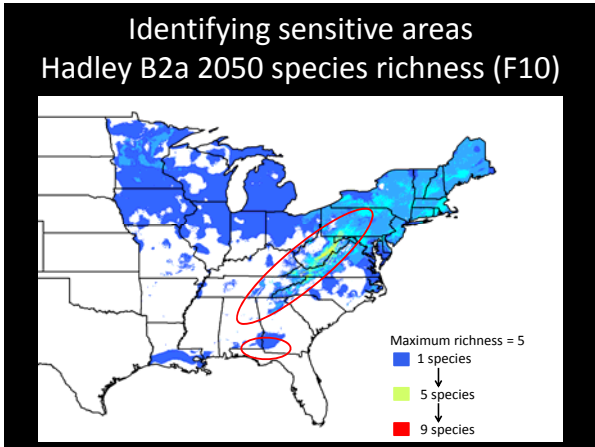 Identifying sensitive areas
Hadley B2a 2050 species richness (F10)
Maximum richness = 5
1 species
5 species
9 species